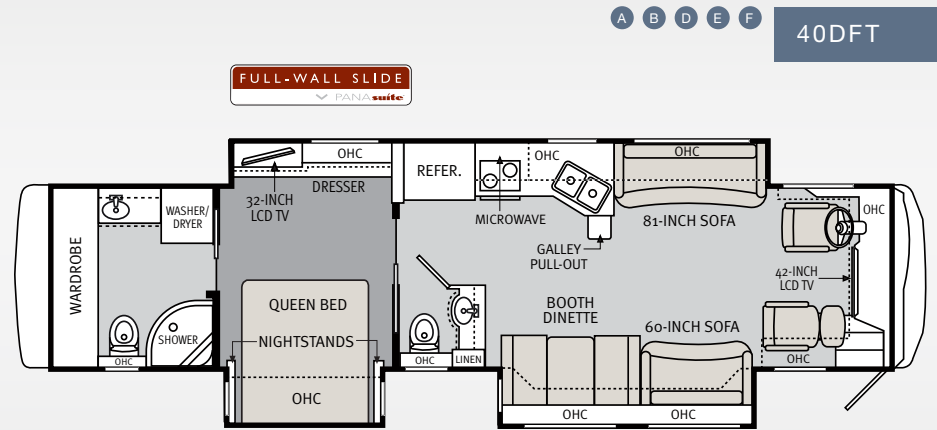 A B D E F
40DFT
FULL-WALL SLIDE
PANAsuite
OHC
REFER.
OHC
OHC
32-INCH
LCD TV
DRESSER
MICROWAVE
81-INCH SOFA
GALLEY
PULL-OUT
WARDROBE
WASHER/
DRYER
OHC
42-INCH
LCD TV
QUEEN BED
BOOTH
DINETTE
60-INCH SOFA
SHOWER
NIGHTSTANDS
OHC
OHC
LINEN
OHC
OHC
OHC
OHC